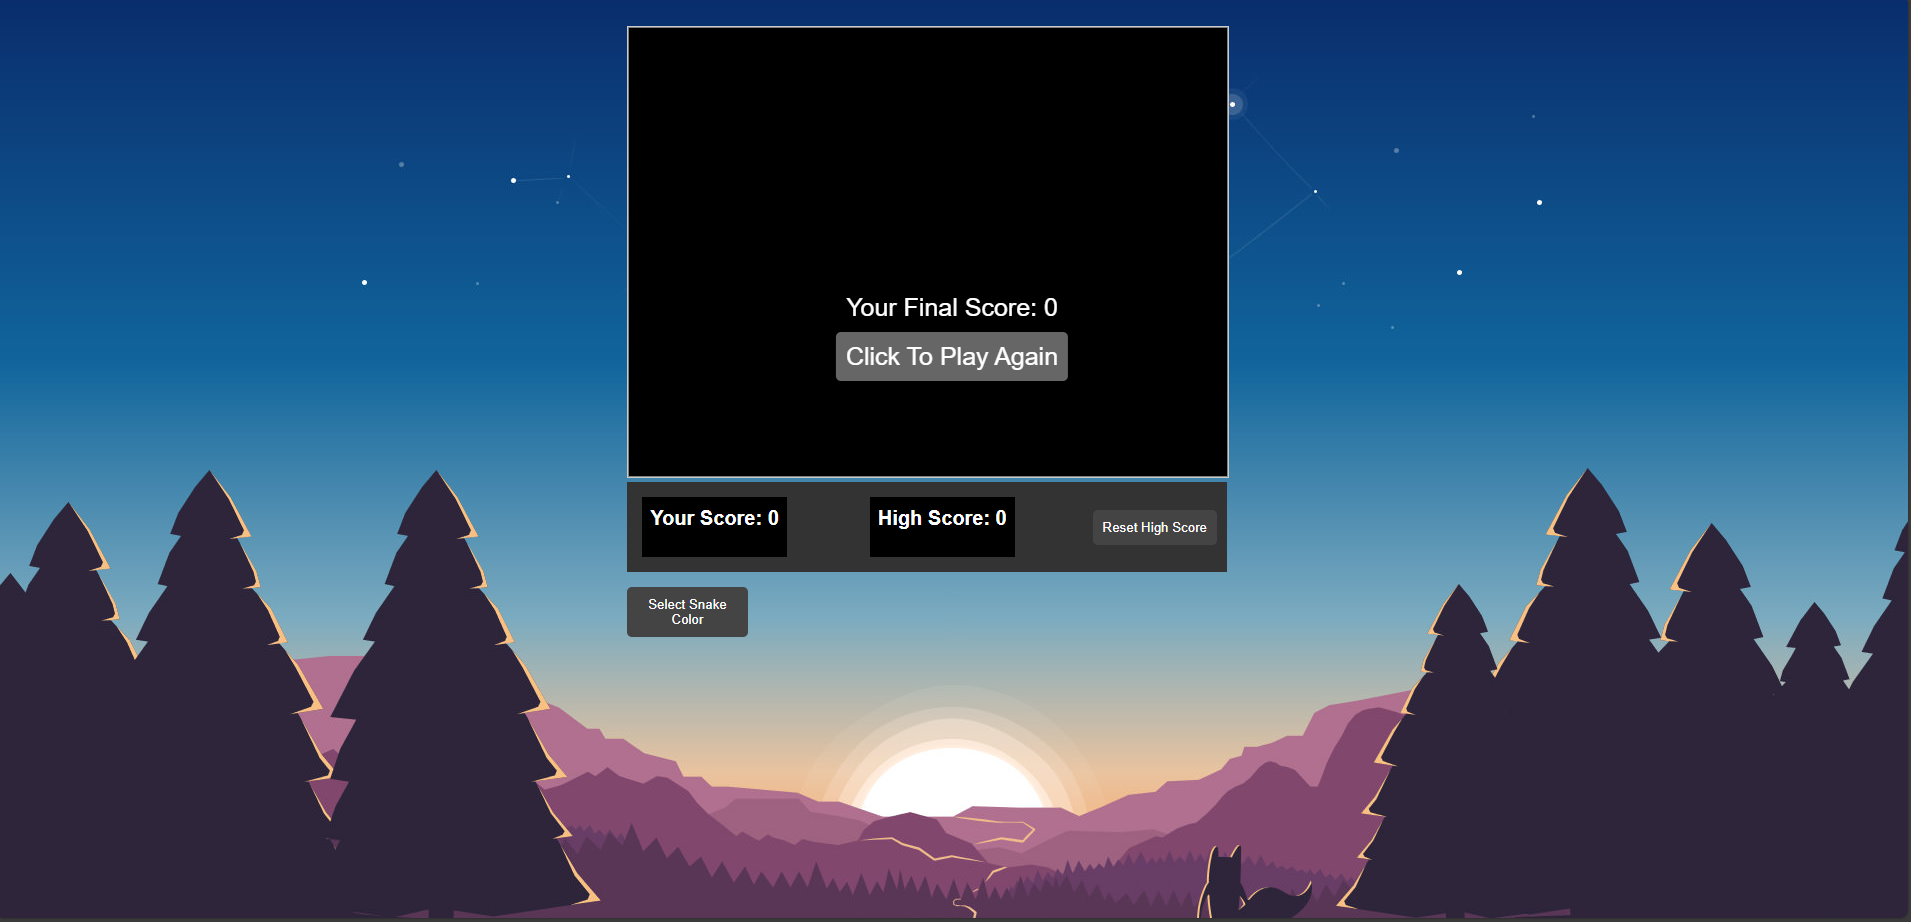 Your Final Score: 0
Click To Play Again
Your Score: 0
High Score: 0
Reset High Score
Select Snake
Color